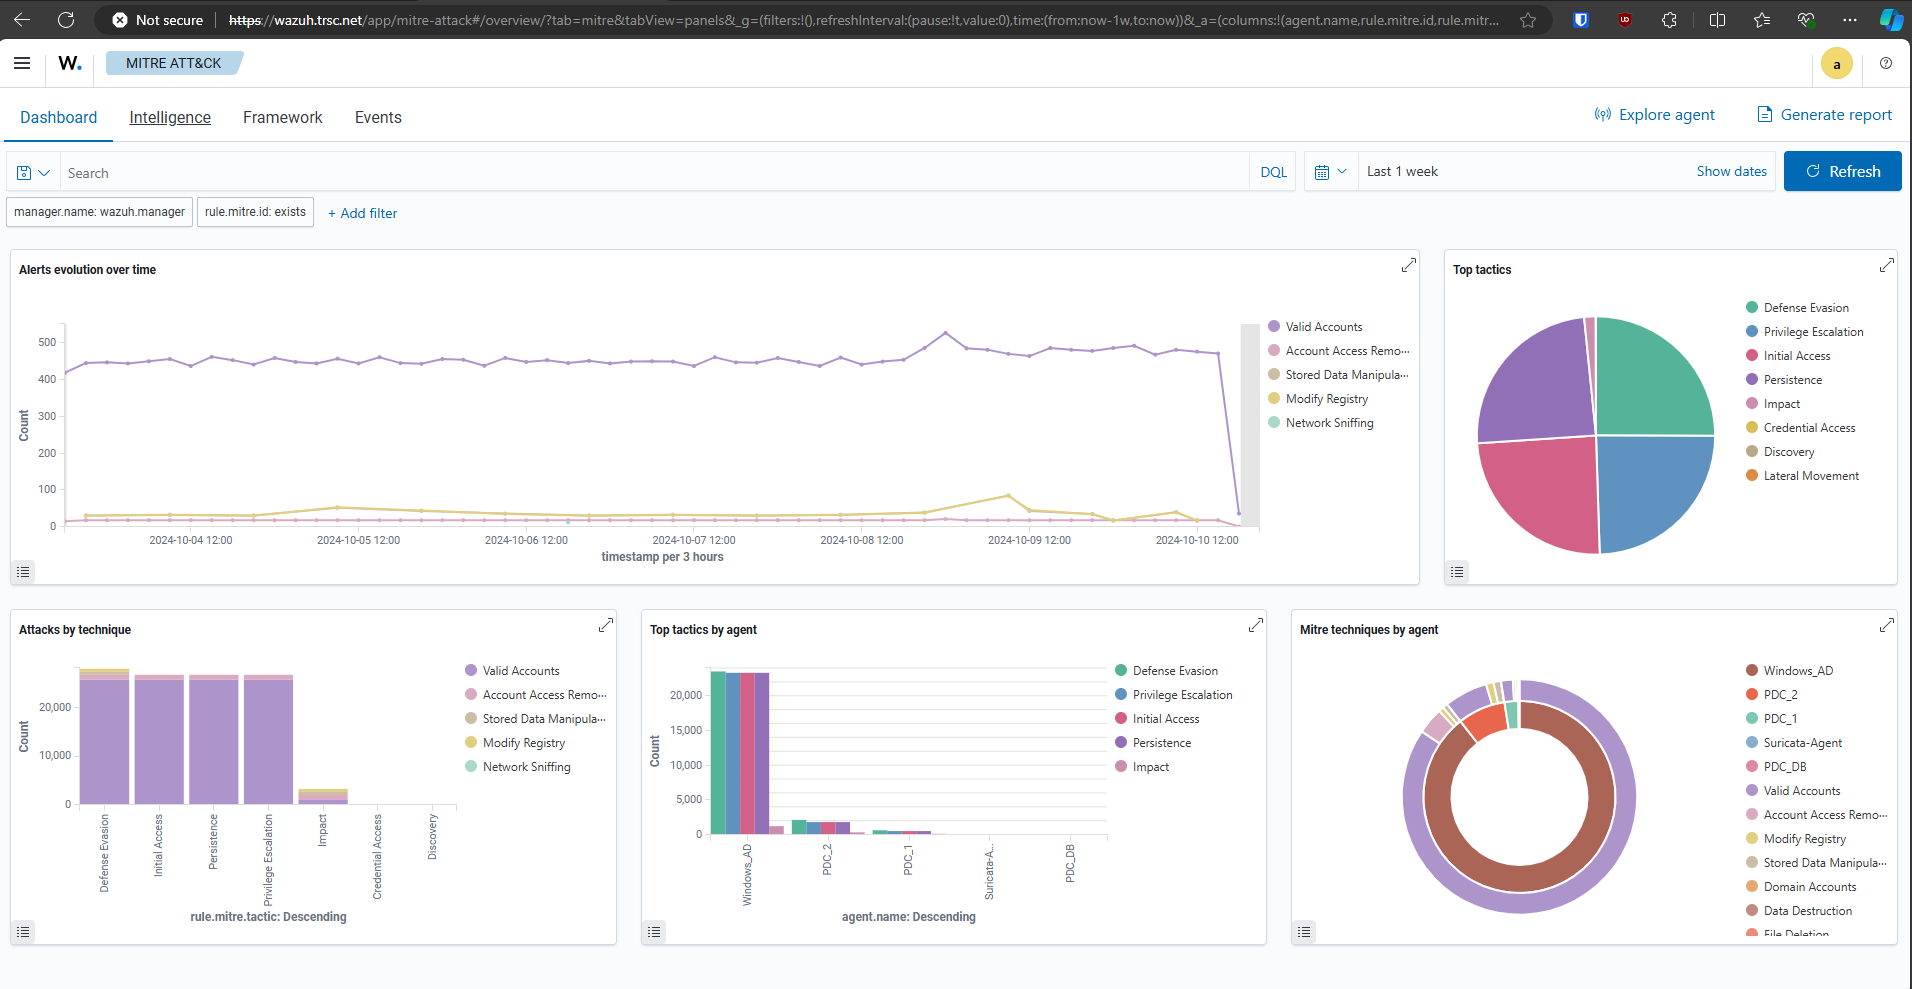 Not secure
https://wazuh.trsc.net/app/mitre-attack#/overview/?tab=mitre&tabView=panels&_g=(filters:!(),refreshInterval:(pause:!t,value:0),time:(from:now-1w,to:now))&_a=(columns:!(agent.name,rule.mitre.id,rule.mitr...
W.
MITRE ATT&CK
a
Dashboard
Intelligence
Framework
Events
Explore agent
Generate report
Search
DQL
Last 1 week
Show dates
Refresh
manager.name: wazuh.manager
rule.mitre.id: exists
+ Add filter
Alerts evolution over time
500
400
300
200
100
0
Count
2024-10-04 12:00
2024-10-05 12:00
2024-10-06 12:00
2024-10-07 12:00
2024-10-08 12:00
2024-10-09 12:00
2024-10-10 12:00
timestamp per 3 hours
Valid Accounts
Account Access Remo...
Stored Data Manipula...
Modify Registry
Network Sniffing
Top tactics
Defense Evasion
Privilege Escalation
Initial Access
Persistence
Impact
Credential Access
Discovery
Lateral Movement
Attacks by technique
20,000
10,000
0
Count
Defense Evasion
Initial Access
Persistence
Privilege Escalation
Impact
Credential Access
Discovery
rule.mitre.tactic: Descending
Valid Accounts
Account Access Remo...
Stored Data Manipula...
Modify Registry
Network Sniffing
Top tactics by agent
20,000
15,000
10,000
5,000
0
Count
Windows_AD
PDC_2
PDC_1
Suricata-A...
PDC_DB
agent.name: Descending
Defense Evasion
Privilege Escalation
Initial Access
Persistence
Impact
Mitre techniques by agent
Windows_AD
PDC_2
PDC_1
Suricata-Agent
PDC_DB
Valid Accounts
Account Access Remo...
Modify Registry
Stored Data Manipula...
Domain Accounts
Data Destruction
File Deletion